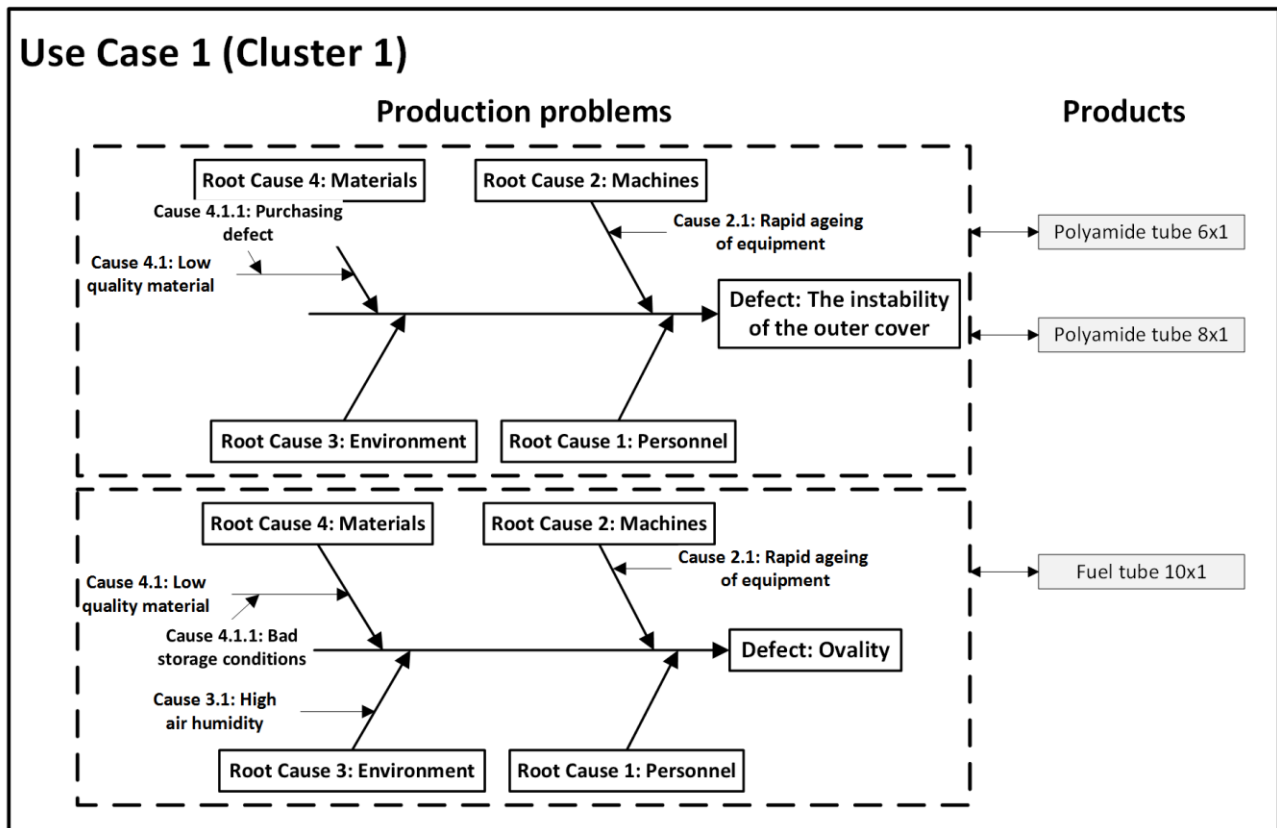 Use Case 1 (Cluster 1)
Production problems
Products
Root Cause 4: Materials
Root Cause 2: Machines
Cause 4.1.1: Purchasing
defect
Cause 2.1: Rapid ageing
of equipment
Polyamide tube 6x1
Cause 4.1: Low
quality material
Defect: The instability
of the outer cover
Polyamide tube 8x1
Root Cause 3: Environment
Root Cause 1: Personnel
Root Cause 4: Materials
Root Cause 2: Machines
Cause 2.1: Rapid ageing
of equipment
Fuel tube 10x1
Cause 4.1: Low
quality material
Cause 4.1.1: Bad
storage conditions
Defect: Ovality
Cause 3.1: High
air humidity
Root Cause 3: Environment
Root Cause 1: Personnel